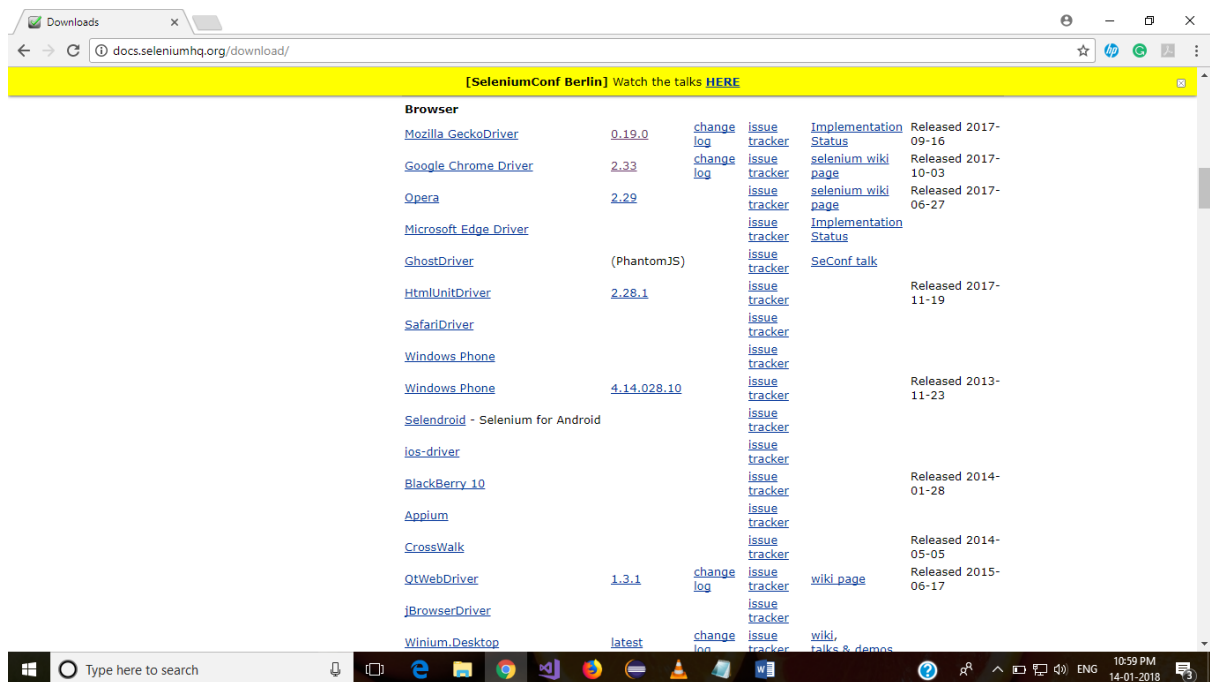 Downloads
docs.seleniumhq.org/download/
[SeleniumConf Berlin] Watch the talks HERE
Browser
Mozilla GeckoDriver 0.19.0 change log issue tracker Implementation Status Released 2017-09-16
Google Chrome Driver 2.33 change log issue tracker selenium wiki page Released 2017-10-03
Opera 2.29 issue tracker selenium wiki page Released 2017-06-27
Microsoft Edge Driver issue tracker Implementation Status
GhostDriver (PhantomJS) issue tracker SeConf talk
HtmlUnitDriver 2.28.1 issue tracker Released 2017-11-19
SafariDriver issue tracker
Windows Phone issue tracker
Windows Phone 4.14.028.10 issue tracker Released 2013-11-23
Selendroid - Selenium for Android issue tracker
ios-driver issue tracker
BlackBerry 10 issue tracker Released 2014-01-28
Appium issue tracker
CrossWalk issue tracker Released 2014-05-05
QtWebDriver 1.3.1 change log issue tracker wiki page Released 2015-06-17
jBrowserDriver issue tracker
Winium.Desktop latest change log issue tracker wiki, talks & demos
Type here to search
ENG
10:59 PM
14-01-2018